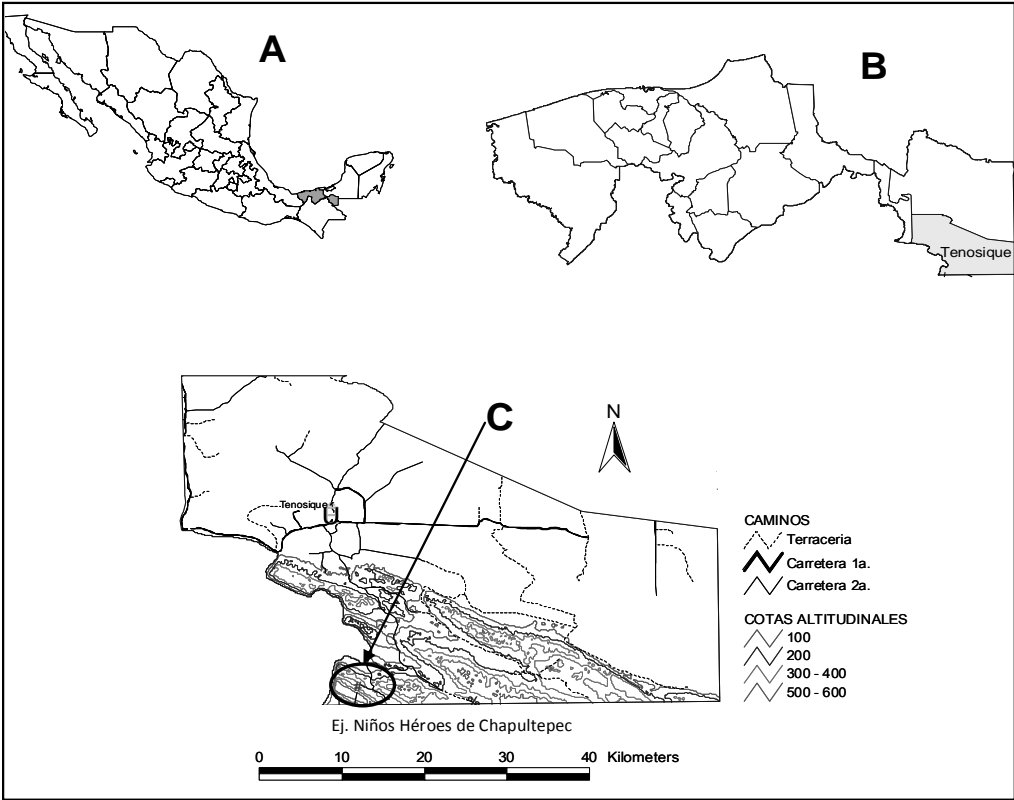 A
B
Tenosique
C
N
Tenosique
CAMINOS
Terraceria
Carretera 1a.
Carretera 2a.
COTAS ALTITUDINALES
100
200
300 - 400
500 - 600
Ej. Niños Héroes de Chapultepec
0 10 20 30 40 Kilometers